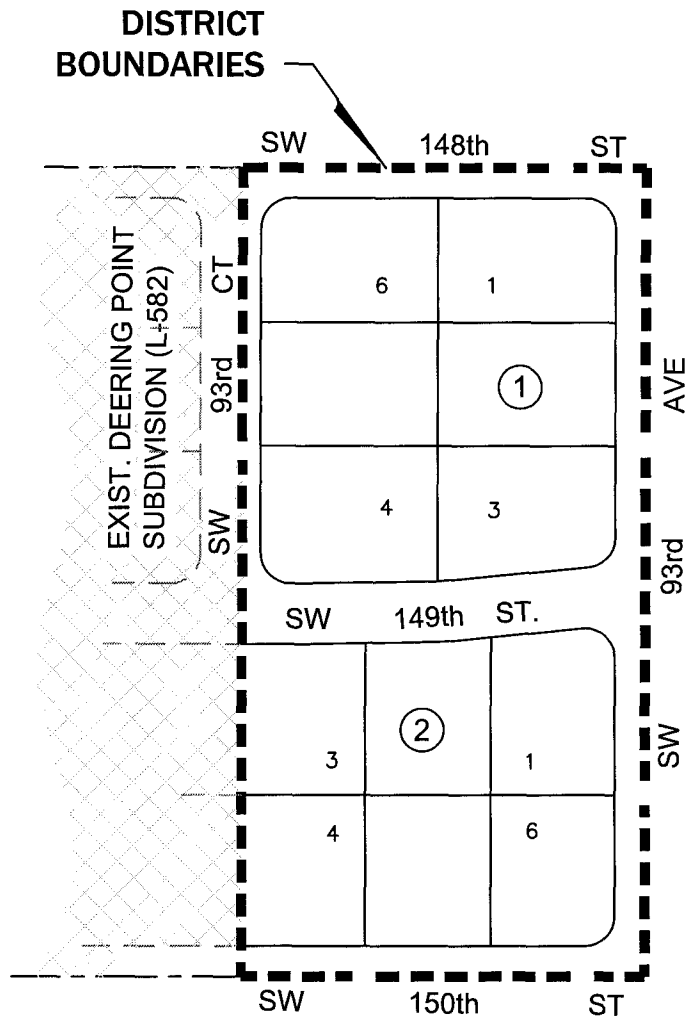 DISTRICT
BOUNDARIES
SW 148th ST
EXIST. DEERING POINT
SUBDIVISION (L-582)
SW 93rd CT
6 1
1
4 3
SW 93rd AVE
SW 149th ST.
2
3 1
4 6
SW 150th ST